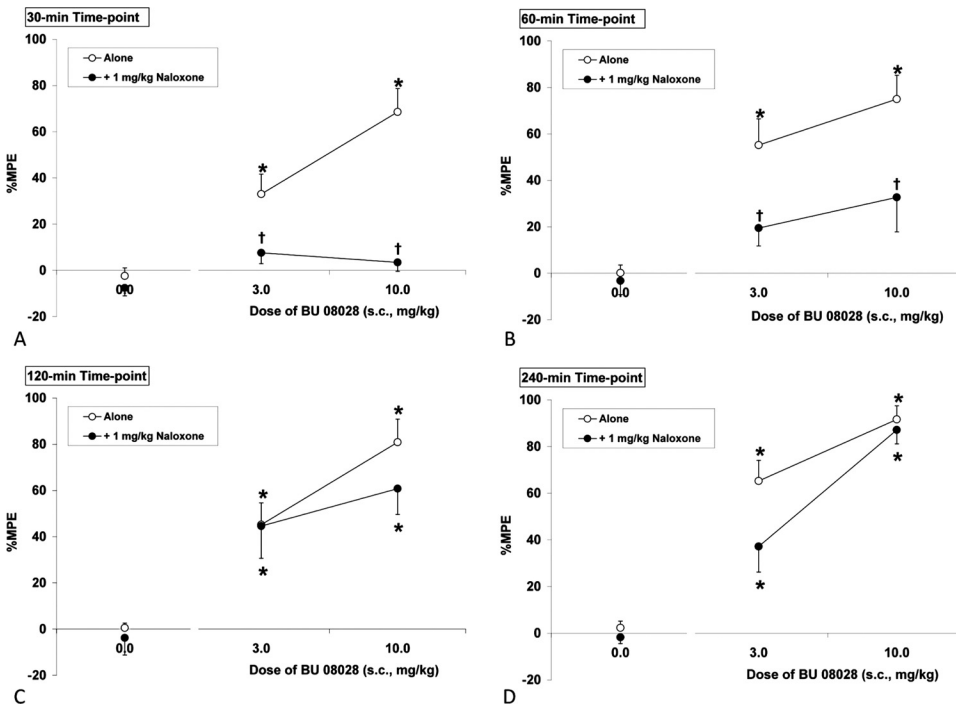 30-min Time-point
100
80
60
40
20
0
-20
%MPE
Alone
+ 1 mg/kg Naloxone
*
*
†
†
0.0
3.0
10.0
Dose of BU 08028 (s.c., mg/kg)
A
60-min Time-point
100
80
60
40
20
0
-20
%MPE
Alone
+ 1 mg/kg Naloxone
*
*
†
†
0.0
3.0
10.0
Dose of BU 08028 (s.c., mg/kg)
B
120-min Time-point
100
80
60
40
20
0
-20
%MPE
Alone
+ 1 mg/kg Naloxone
*
*
*
*
0.0
3.0
10.0
Dose of BU 08028 (s.c., mg/kg)
C
240-min Time-point
100
80
60
40
20
0
-20
%MPE
Alone
+ 1 mg/kg Naloxone
*
*
*
*
0.0
3.0
10.0
Dose of BU 08028 (s.c., mg/kg)
D